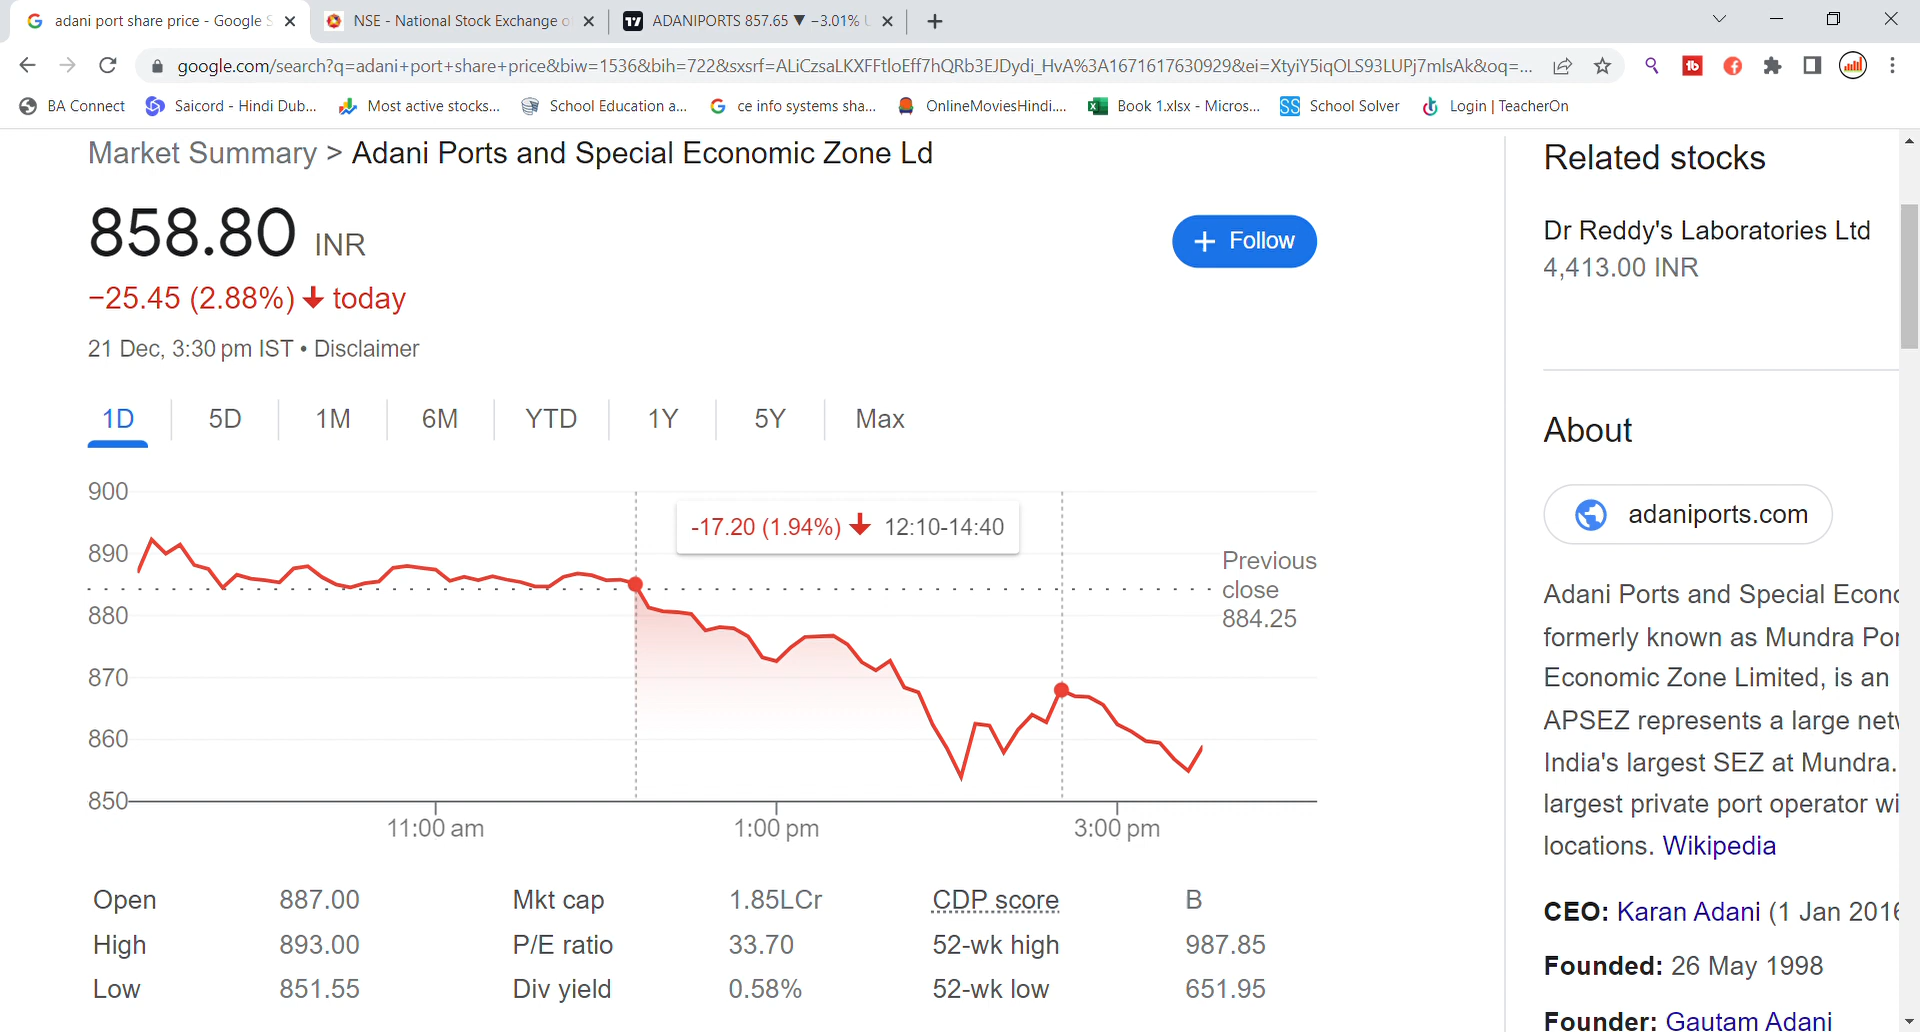 adani port share price - Google S
NSE - National Stock Exchange o
ADANIPORTS 857.65 ▼ −3.01% U
google.com/search?q=adani+port+share+price&biw=1536&bih=722&sxsrf=ALiCzsaLKXFFtloEff7hQRb3EJDydi_HvA%3A1671617630929&ei=XtyiY5iqOLS93LUPj7mlsAk&oq=...
BA Connect
Saicord - Hindi Dub...
Most active stocks...
School Education a...
ce info systems sha...
OnlineMoviesHindi....
Book 1.xlsx - Micros...
SS School Solver
Login | TeacherOn
Market Summary > Adani Ports and Special Economic Zone Ld
858.80 INR
+ Follow
−25.45 (2.88%) ↓ today
21 Dec, 3:30 pm IST • Disclaimer
1D 5D 1M 6M YTD 1Y 5Y Max
900
890
880
870
860
850
-17.20 (1.94%) ↓ 12:10-14:40
Previous
close
884.25
11:00 am 1:00 pm 3:00 pm
Open 887.00 Mkt cap 1.85LCr CDP score B
High 893.00 P/E ratio 33.70 52-wk high 987.85
Low 851.55 Div yield 0.58% 52-wk low 651.95
Related stocks
Dr Reddy's Laboratories Ltd
4,413.00 INR
About
adaniports.com
Adani Ports and Special Econo
formerly known as Mundra Por
Economic Zone Limited, is an
APSEZ represents a large netw
India's largest SEZ at Mundra.
largest private port operator wi
locations. Wikipedia
CEO: Karan Adani (1 Jan 2016
Founded: 26 May 1998
Founder: Gautam Adani